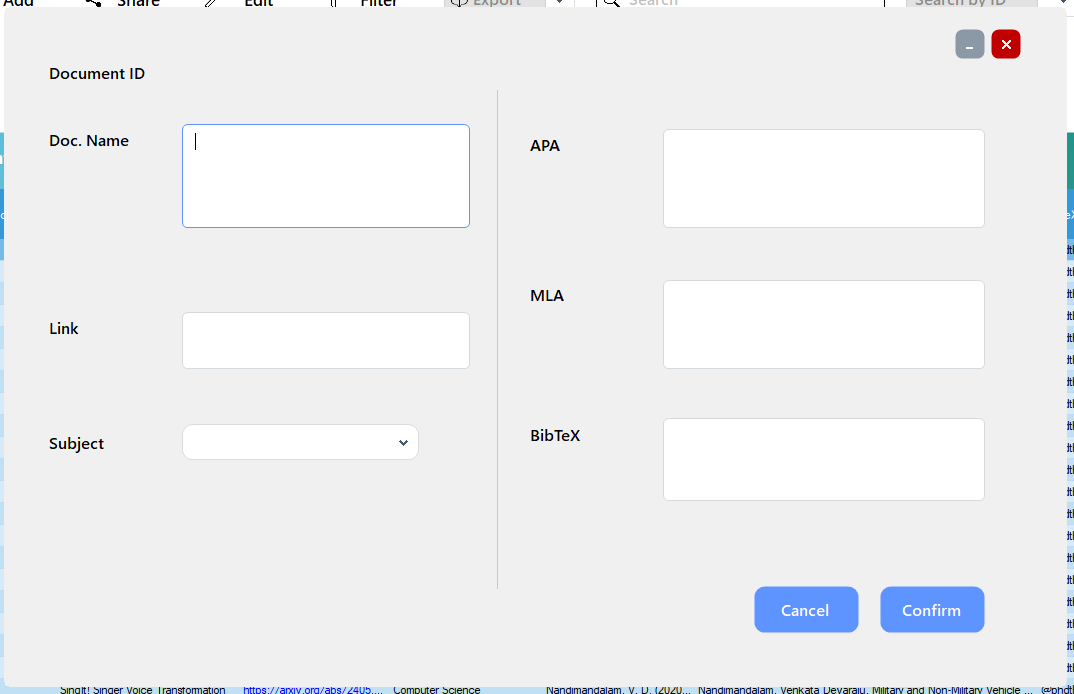 Add Share Edit Filter Export Search Search by ID
Document ID
Doc. Name
APA
MLA
Link
BibTeX
Subject
Cancel
Confirm
SingIt! Singer Voice Transformation https://arxiv.org/abs/2405.... Computer Science Nandimandalam, V. D. (2020... Nandimandalam, Venkata Devaraju, Military and Non-Military Vehicle ...